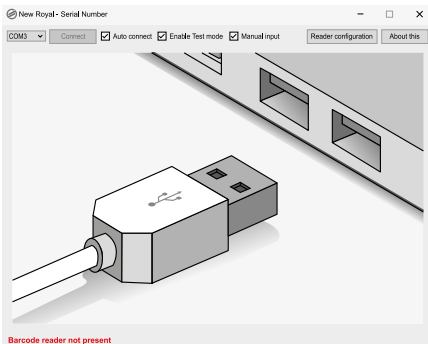 New Royal - Serial Number
COM3 Connect Auto connect Enable Test mode Manual input Reader configuration About this
Barcode reader not present